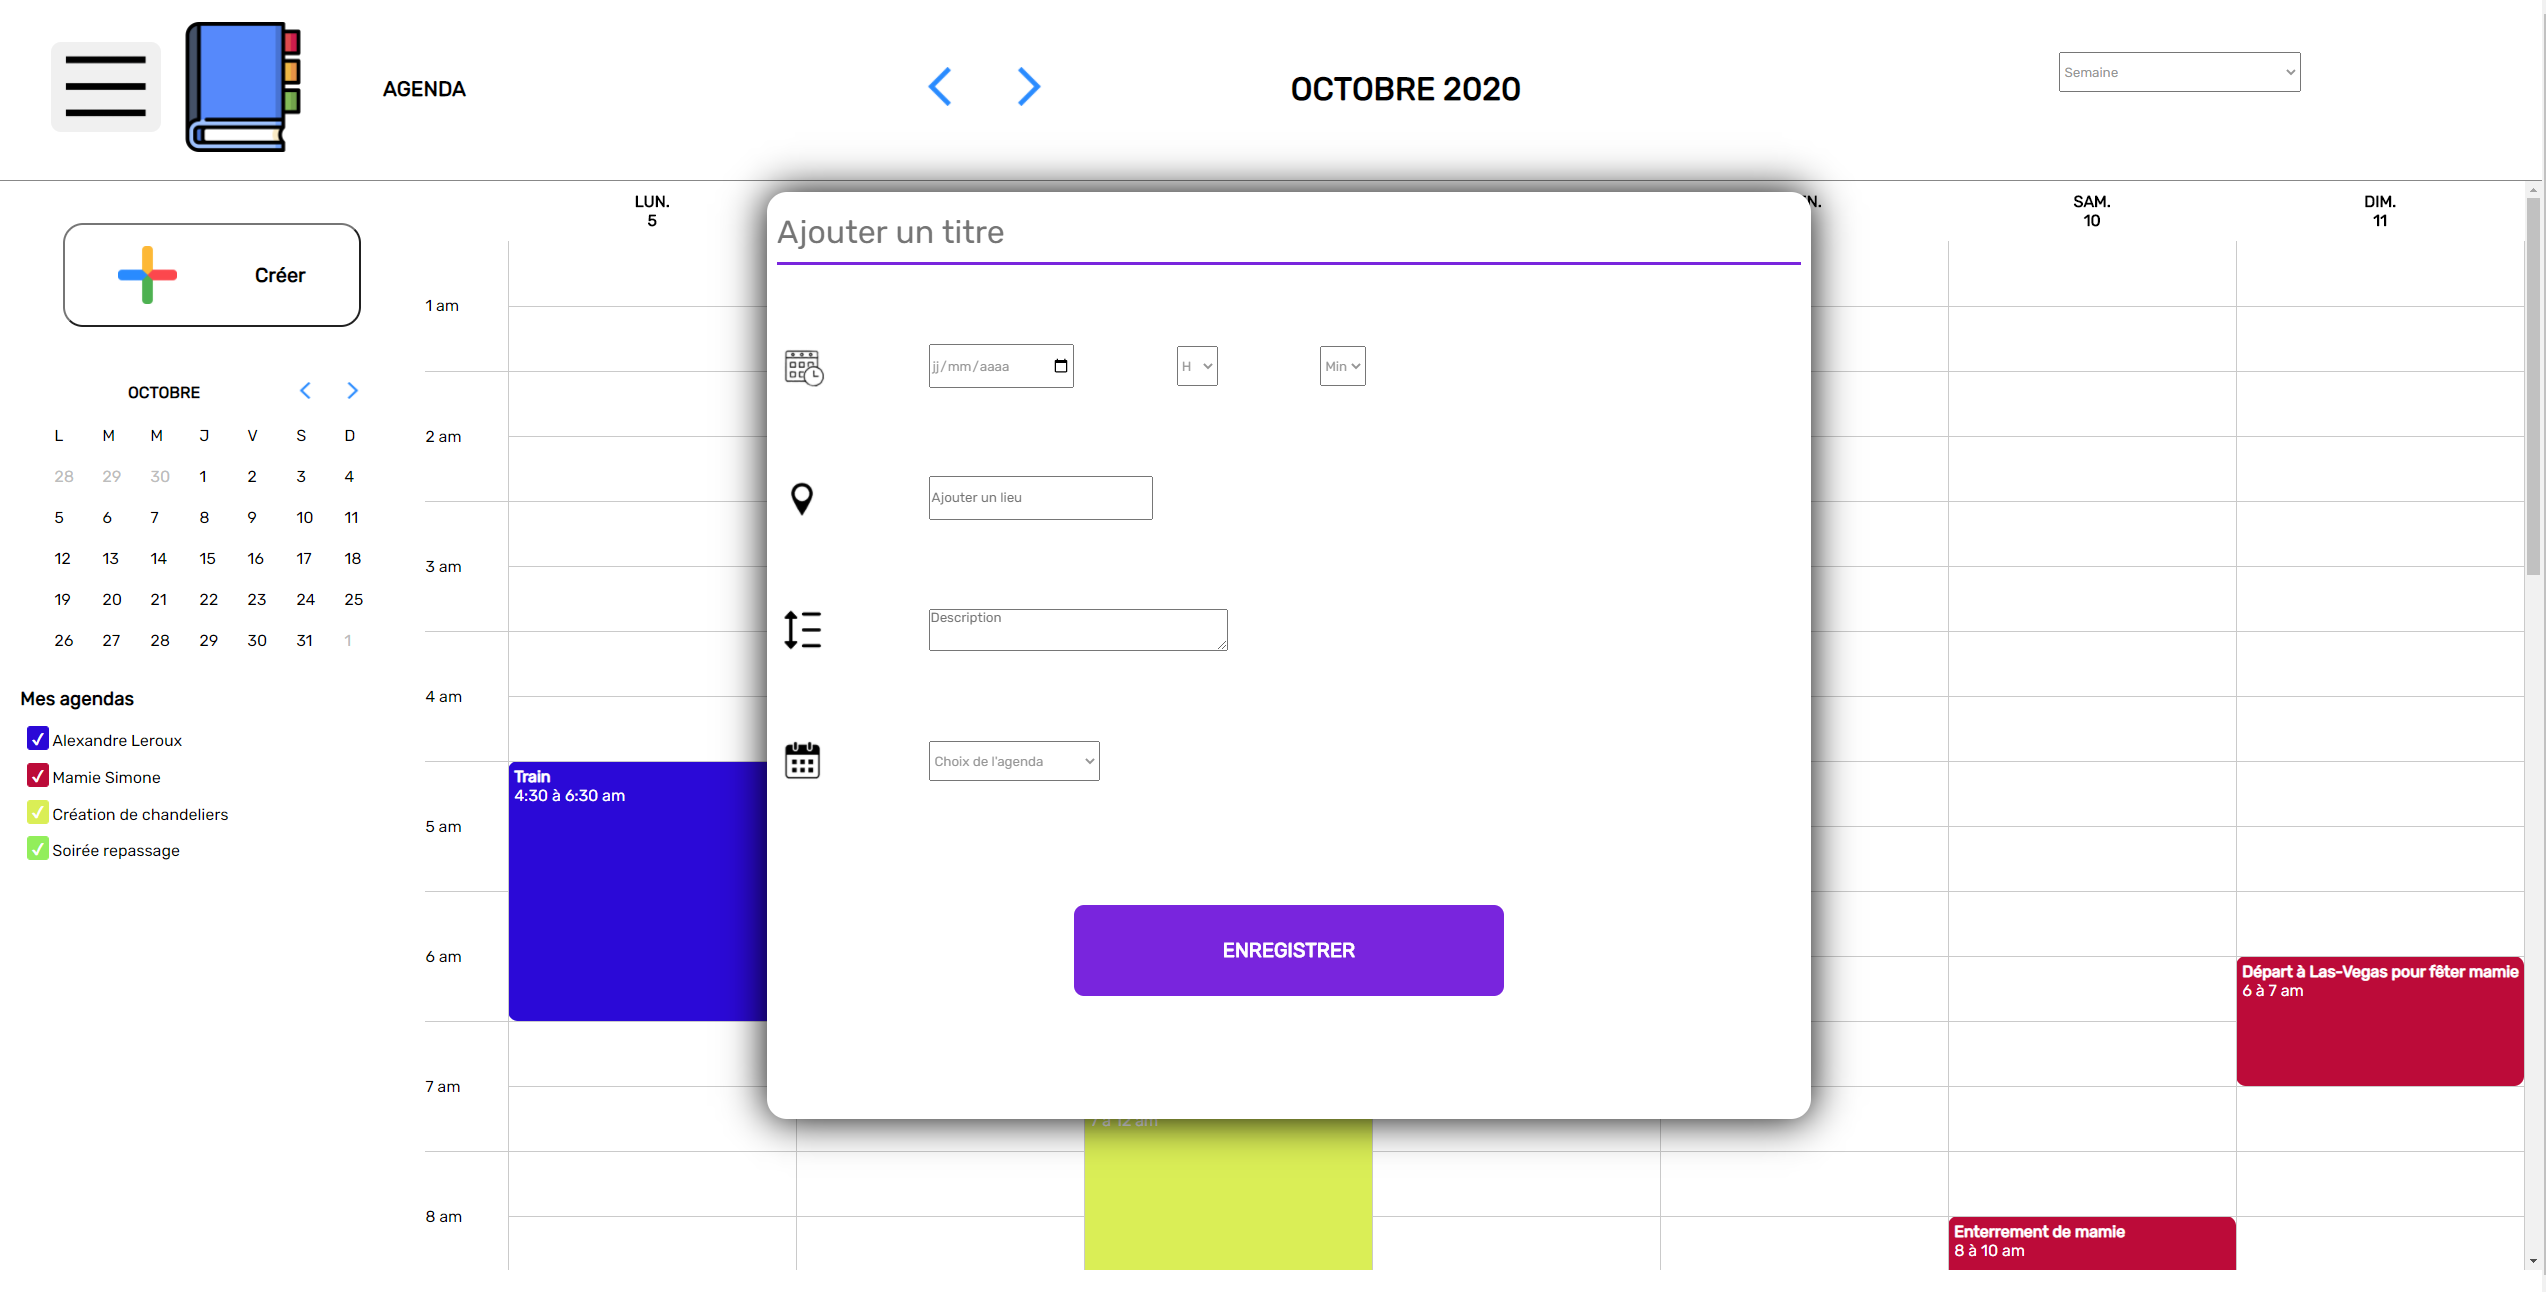 AGENDA
OCTOBRE 2020
Semaine
Créer
OCTOBRE
L M M J V S D
28 29 30 1 2 3 4
5 6 7 8 9 10 11
12 13 14 15 16 17 18
19 20 21 22 23 24 25
26 27 28 29 30 31 1
Mes agendas
Alexandre Leroux
Mamie Simone
Création de chandeliers
Soirée repassage
LUN.
5
N.
SAM.
10
DIM.
11
1 am
2 am
3 am
4 am
5 am
6 am
7 am
8 am
Train
4:30 à 6:30 am
Ajouter un titre
jj/mm/aaaa
H
Min
Ajouter un lieu
Description
Choix de l'agenda
ENREGISTRER
7 à 12 am
Départ à Las-Vegas pour fêter mamie
6 à 7 am
Enterrement de mamie
8 à 10 am